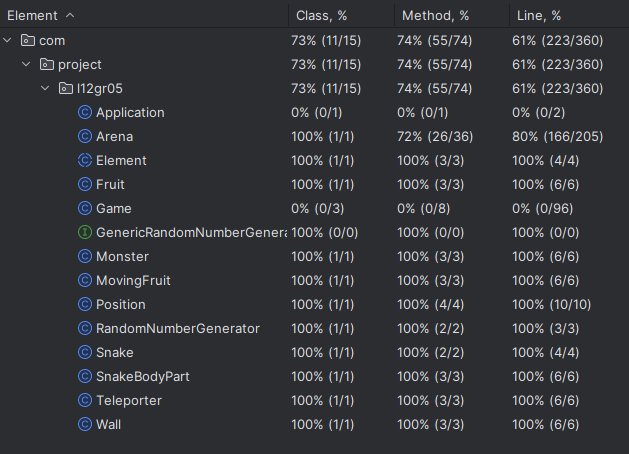 Element Class, % Method, % Line, %
com 73% (11/15) 74% (55/74) 61% (223/360)
project 73% (11/15) 74% (55/74) 61% (223/360)
l12gr05 73% (11/15) 74% (55/74) 61% (223/360)
Application 0% (0/1) 0% (0/1) 0% (0/2)
Arena 100% (1/1) 72% (26/36) 80% (166/205)
Element 100% (1/1) 100% (3/3) 100% (4/4)
Fruit 100% (1/1) 100% (3/3) 100% (6/6)
Game 0% (0/3) 0% (0/8) 0% (0/96)
GenericRandomNumberGenera 100% (0/0) 100% (0/0) 100% (0/0)
Monster 100% (1/1) 100% (3/3) 100% (6/6)
MovingFruit 100% (1/1) 100% (3/3) 100% (6/6)
Position 100% (1/1) 100% (4/4) 100% (10/10)
RandomNumberGenerator 100% (1/1) 100% (2/2) 100% (3/3)
Snake 100% (1/1) 100% (2/2) 100% (4/4)
SnakeBodyPart 100% (1/1) 100% (3/3) 100% (6/6)
Teleporter 100% (1/1) 100% (3/3) 100% (6/6)
Wall 100% (1/1) 100% (3/3) 100% (6/6)